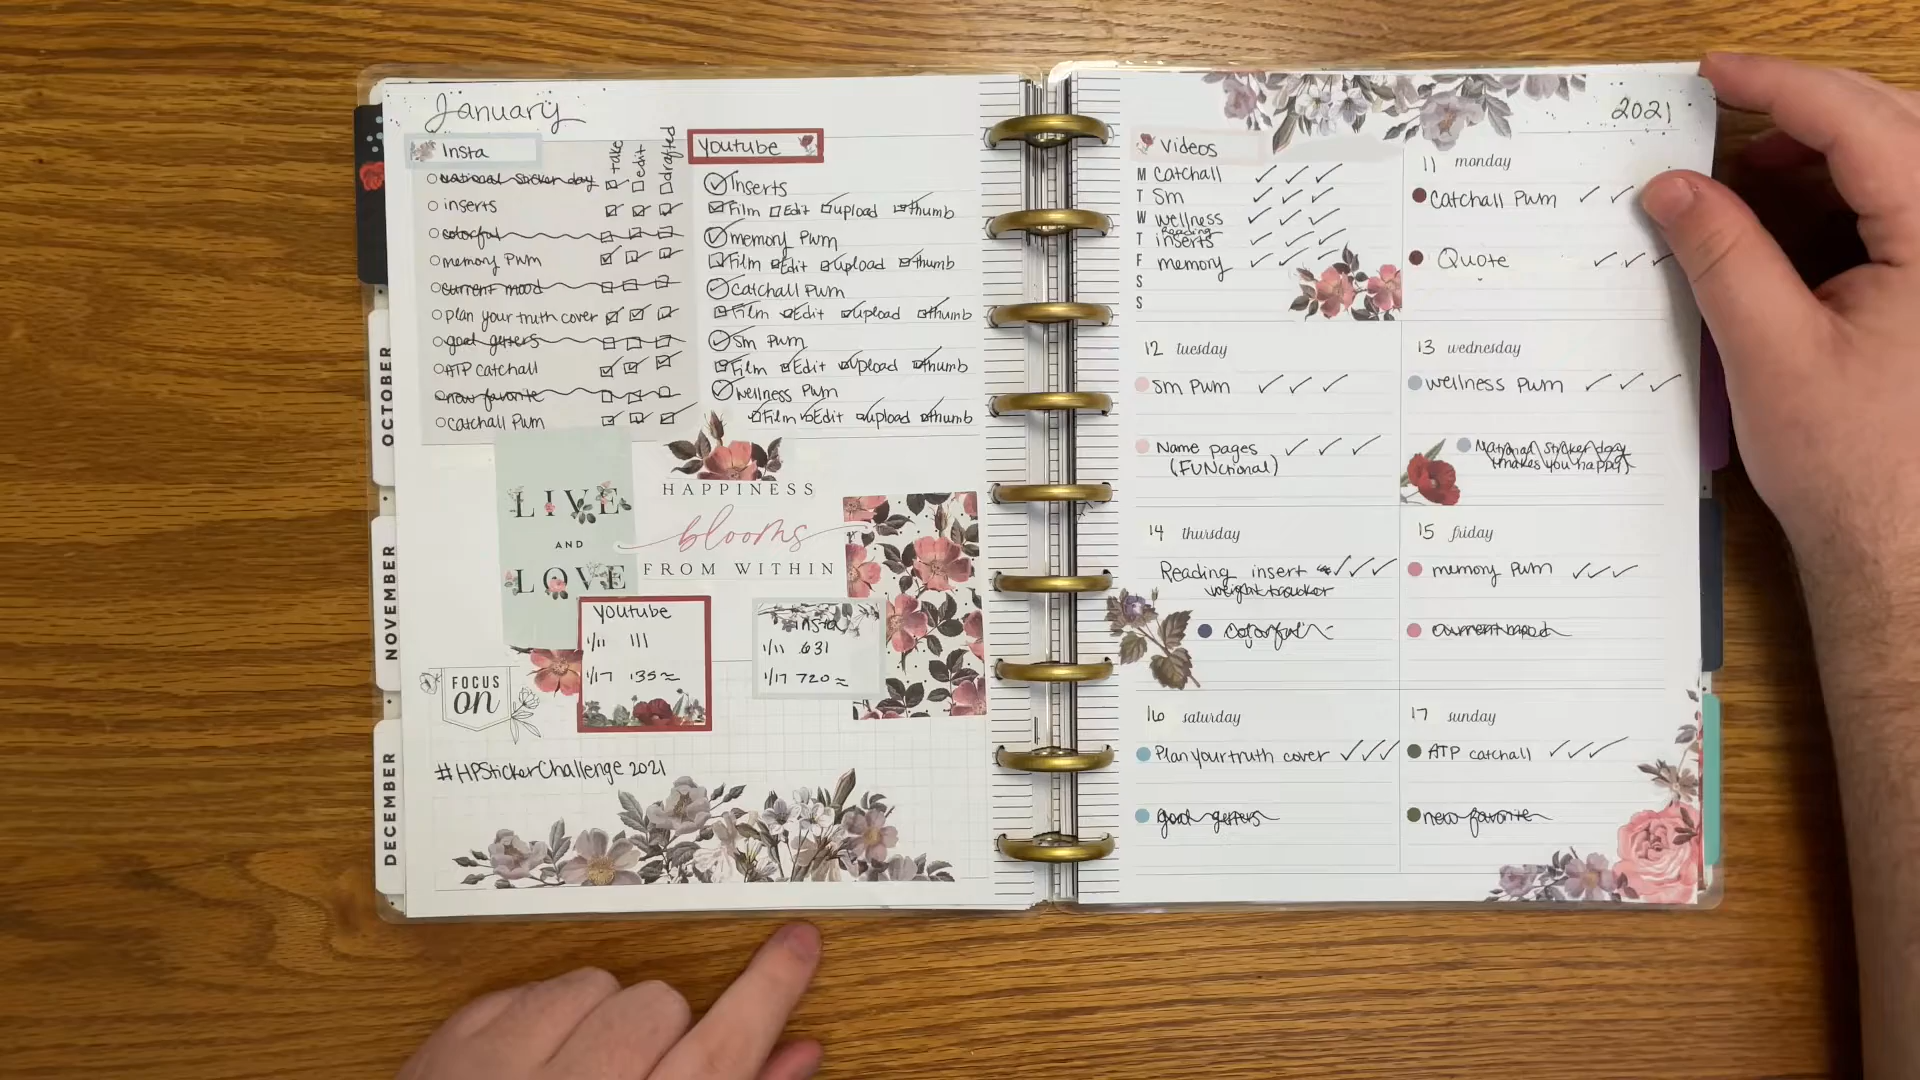 January
Insta
take
edit
drafted
national sticker day
inserts
colorful
memory PWM
current mood
plan your truth cover
goal getters
ATP catchall
new favorite
catchall PWM
Youtube
Inserts
Film Edit upload thumb
memory PWM
Film Edit upload thumb
Catchall PWM
Film Edit upload thumb
Sm PWM
Film Edit upload thumb
Wellness PWM
Film Edit upload thumb
LIVE
AND
LOVE
HAPPINESS
blooms
FROM WITHIN
Youtube
1/11 111
1/17 135≈
insta
1/11 631
1/17 720≈
FOCUS
on
#HPStickerChallenge 2021
OCTOBER
NOVEMBER
DECEMBER
2021
Videos
M Catchall
T Sm
W wellness
Reading
T inserts
F memory
S
S
11 monday
Catchall PWM
Quote
12 tuesday
Sm PWM
Name pages
(FUNctional)
13 wednesday
Wellness PWM
National sticker day
(makes you happy)
14 thursday
Reading insert
weight tracker
Colorful
15 friday
memory PWM
current mood
16 saturday
Plan your truth cover
goal getters
17 sunday
ATP catchall
new favorite